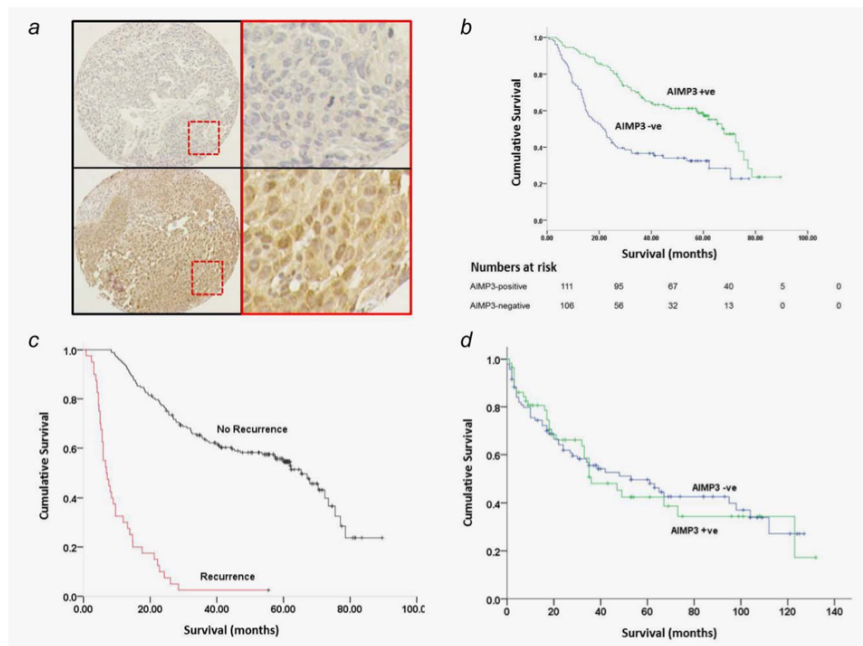 a
b
1.0
0.8
0.6
0.4
0.2
0.0
Cumulative Survival
AIMP3 +ve
AIMP3 -ve
0.00 20.00 40.00 60.00 80.00 100.00
Survival (months)
Numbers at risk
AIMP3-positive 111 95 67 40 5 0
AIMP3-negative 106 56 32 13 0 0
c
1.0
0.8
0.6
0.4
0.2
0.0
Cumulative Survival
No Recurrence
Recurrence
0.00 20.00 40.00 60.00 80.00 100.0
Survival (months)
d
1.0
0.8
0.6
0.4
0.2
0.0
Cumulative Survival
AIMP3 -ve
AIMP3 +ve
0 20 40 60 80 100 120 140
Survival (months)